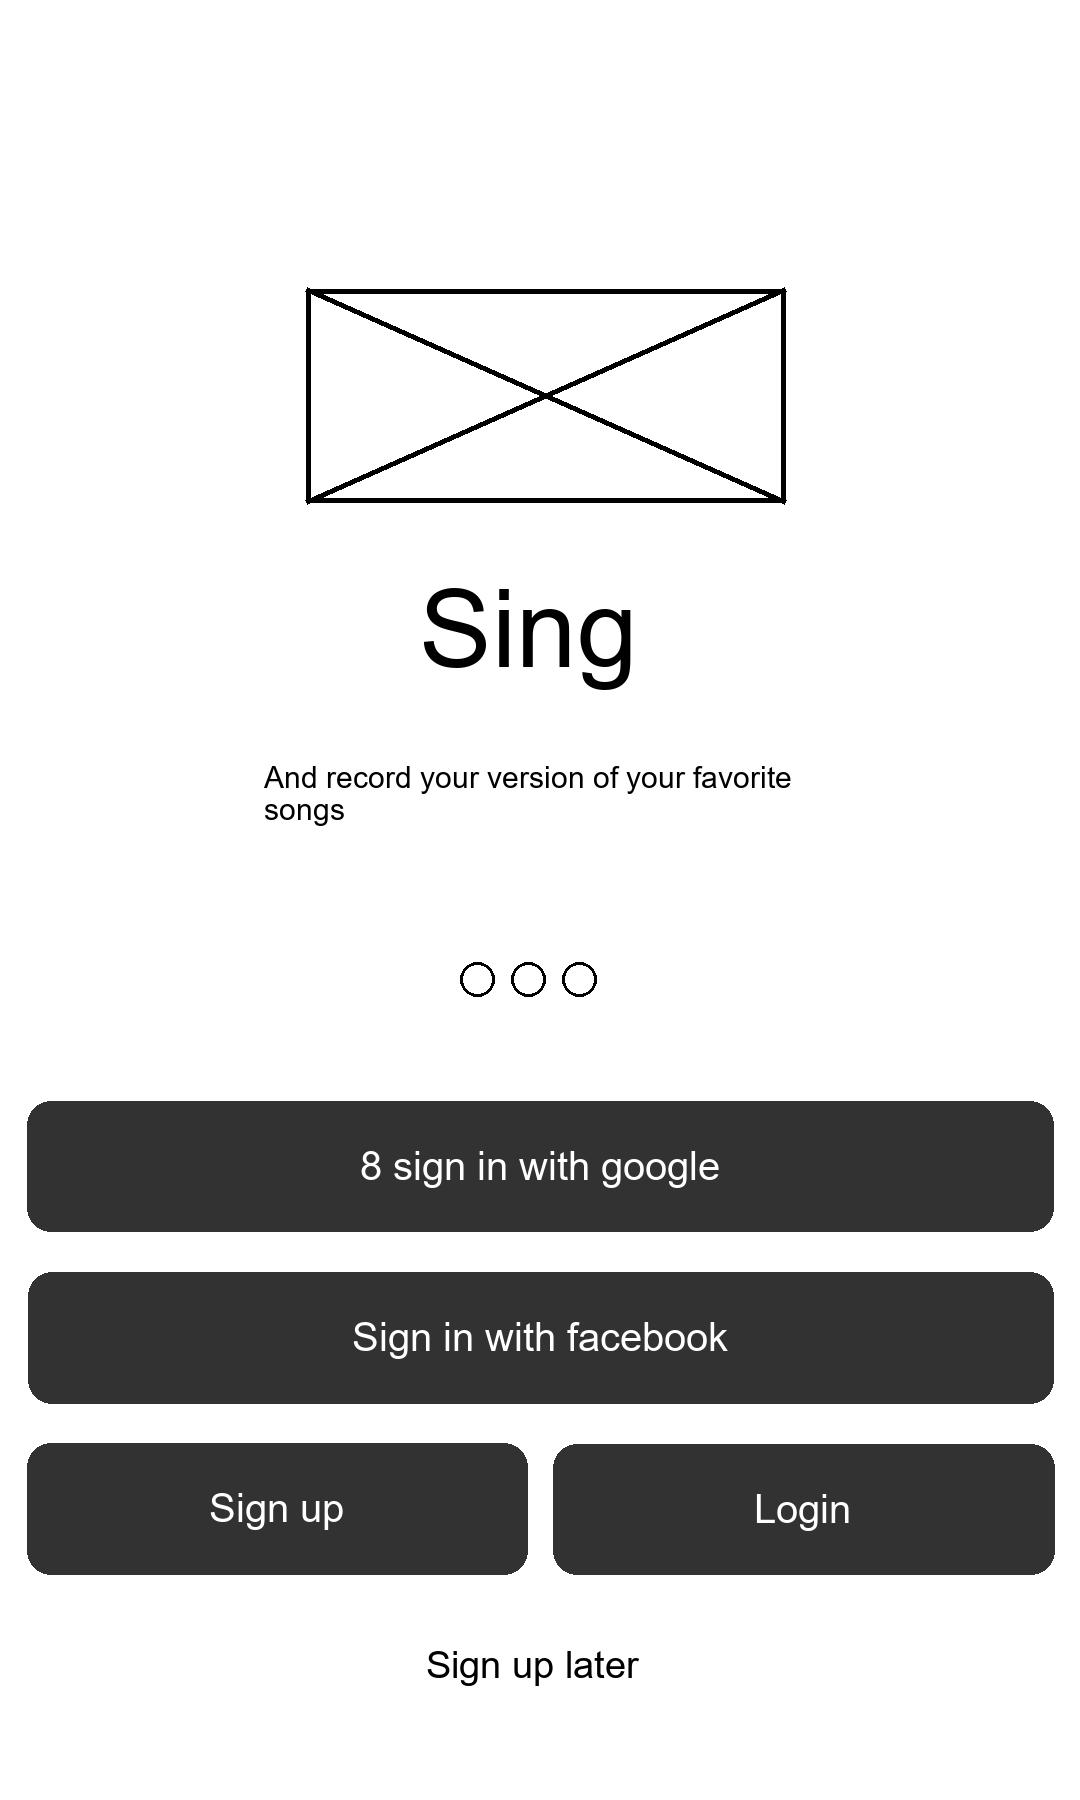 Sing
And record your version of your favorite
songs
8 sign in with google
Sign in with facebook
Sign up
Login
Sign up later